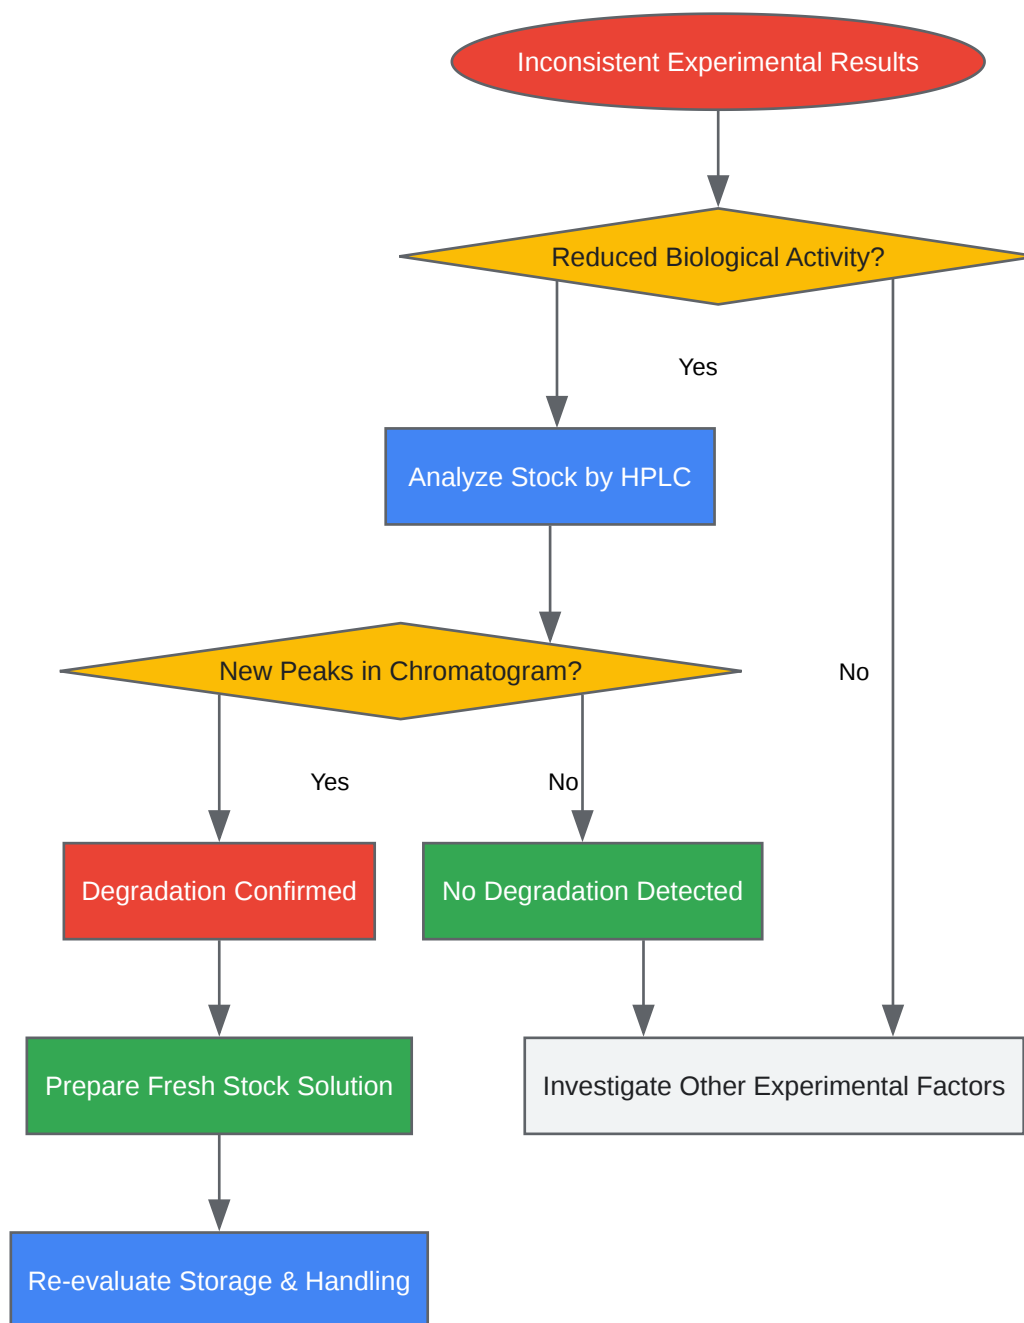 Inconsistent Experimental Results
Reduced Biological Activity?
Yes
Analyze Stock by HPLC
New Peaks in Chromatogram?
No
Yes
No
Degradation Confirmed
No Degradation Detected
Prepare Fresh Stock Solution
Investigate Other Experimental Factors
Re-evaluate Storage & Handling